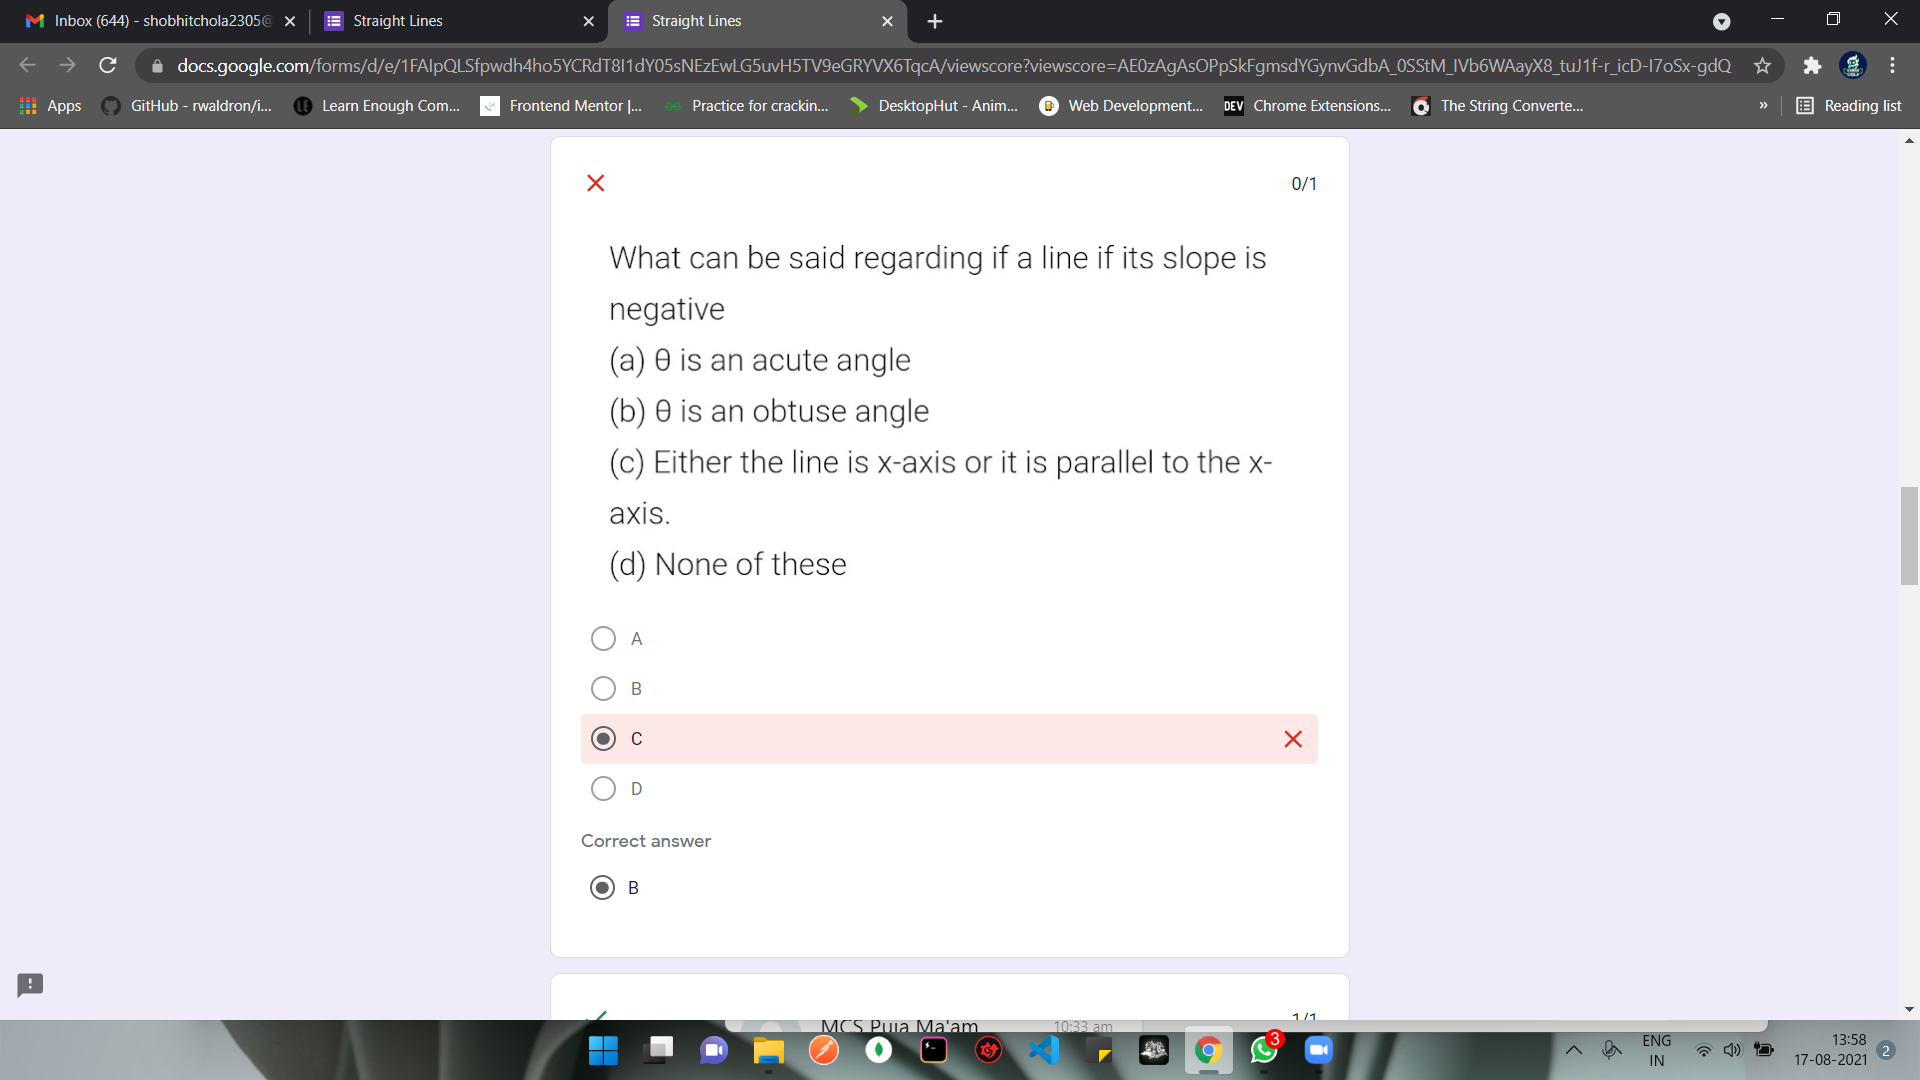 Inbox (644) - shobhitchola2305@
Straight Lines
Straight Lines
docs.google.com/forms/d/e/1FAIpQLSfpwdh4ho5YCRdT8I1dY05sNEzEwLG5uvH5TV9eGRYVX6TqcA/viewscore?viewscore=AE0zAgAsOPpSkFgmsdYGynvGdbA_0SStM_IVb6WAayX8_tuJ1f-r_icD-I7oSx-gdQ
Apps
GitHub - rwaldron/i...
Learn Enough Com...
Frontend Mentor |...
Practice for crackin...
DesktopHut - Anim...
Web Development...
DEV
Chrome Extensions...
The String Converte...
»
Reading list
0/1
What can be said regarding if a line if its slope is
negative
(a) θ is an acute angle
(b) θ is an obtuse angle
(c) Either the line is x-axis or it is parallel to the x-
axis.
(d) None of these
A
B
C
D
Correct answer
B
1/1
MCS Puja Ma'am
10:33 am
3
ENG
IN
13:58
17-08-2021
2